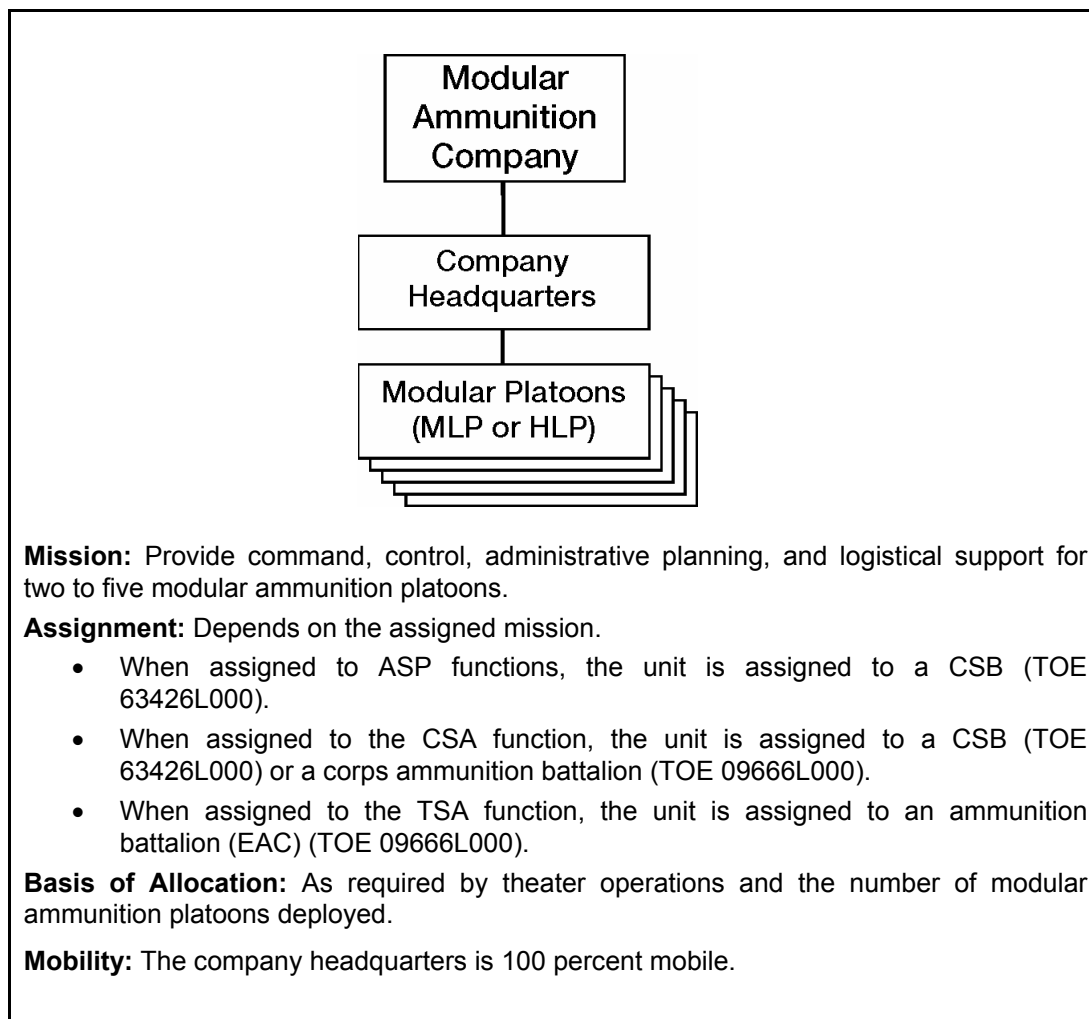 Modular
Ammunition
Company
Company
Headquarters
Modular Platoons
(MLP or HLP)
Mission: Provide command, control, administrative planning, and logistical support for
two to five modular ammunition platoons.
Assignment: Depends on the assigned mission.
• When assigned to ASP functions, the unit is assigned to a CSB (TOE
63426L000).
• When assigned to the CSA function, the unit is assigned to a CSB (TOE
63426L000) or a corps ammunition battalion (TOE 09666L000).
• When assigned to the TSA function, the unit is assigned to an ammunition
battalion (EAC) (TOE 09666L000).
Basis of Allocation: As required by theater operations and the number of modular
ammunition platoons deployed.
Mobility: The company headquarters is 100 percent mobile.